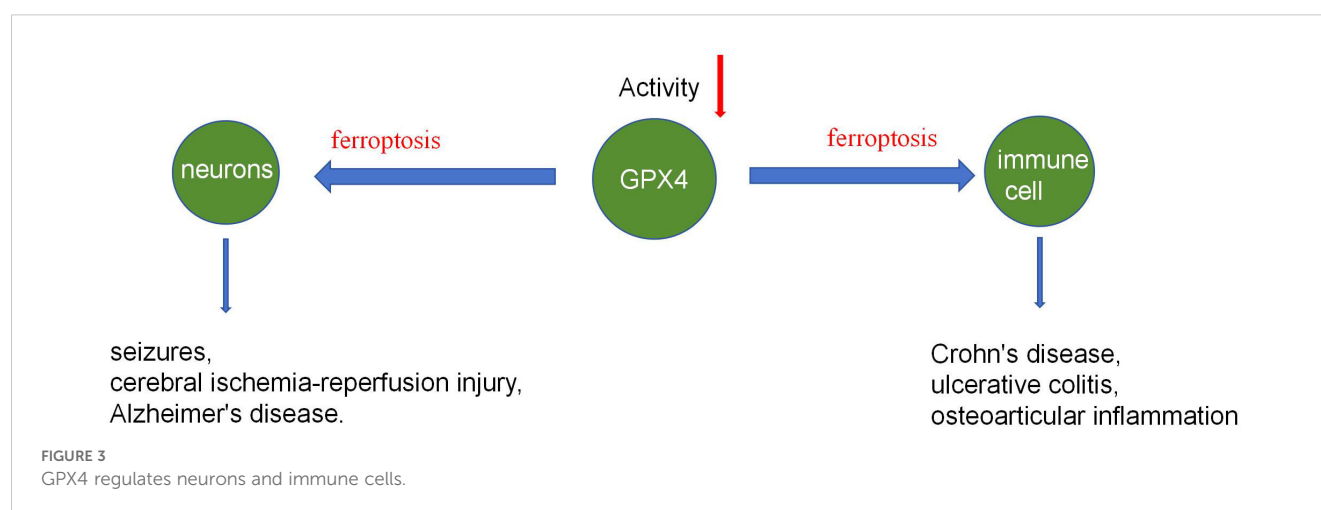 Activity
ferroptosis
ferroptosis
neurons
GPX4
immune
cell
seizures,
cerebral ischemia-reperfusion injury,
Alzheimer's disease.
Crohn's disease,
ulcerative colitis,
osteoarticular inflammation
FIGURE 3
GPX4 regulates neurons and immune cells.